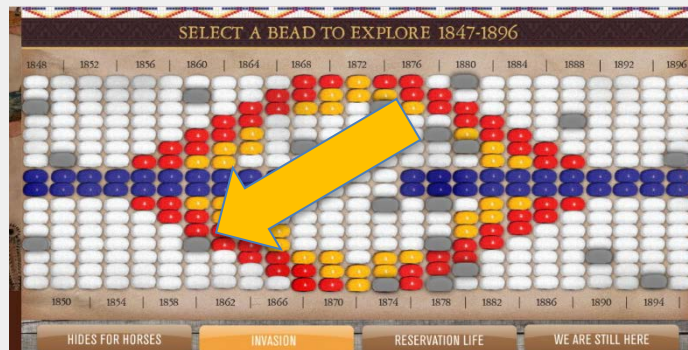 SELECT A BEAD TO EXPLORE 1847-1896
1848 | 1852 | 1856 | 1860 | 1864 | 1868 | 1872 | 1876 | 1880 | 1884 | 1888 | 1892 | 1896
1850 | 1854 | 1858 | 1862 | 1866 | 1870 | 1874 | 1878 | 1882 | 1886 | 1890 | 1894 |
HIDES FOR HORSES
INVASION
RESERVATION LIFE
WE ARE STILL HERE